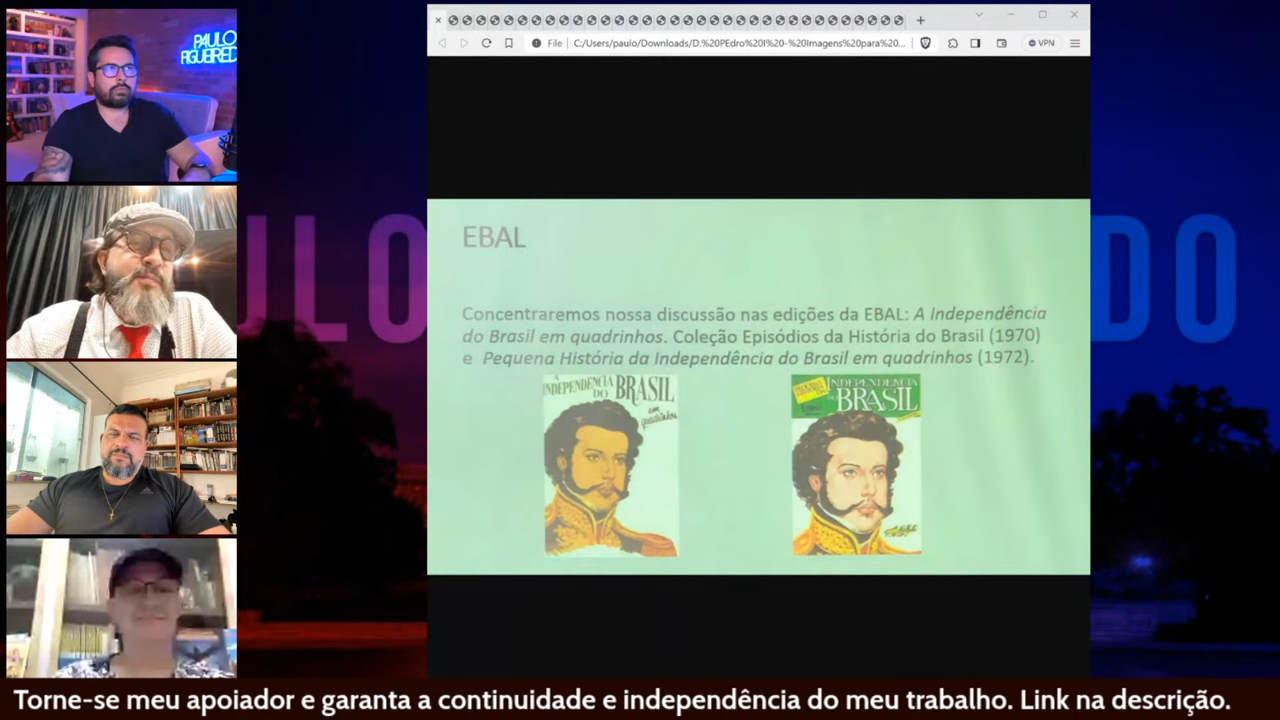 PAULO
FIGUEIRED
File
C:/Users/paulo/Downloads/D.%20PEdro%20I%20-%20Imagens%20para%20...
VPN
ULO
DO
EBAL
Concentraremos nossa discussão nas edições da EBAL: A Independência
do Brasil em quadrinhos. Coleção Episódios da História do Brasil (1970)
e Pequena História da Independência do Brasil em quadrinhos (1972).
A
INDEPENDÊNCIA
DO BRASIL
em
quadrinhos
INDEPENDÊNCIA
BRASIL
Torne-se meu apoiador e garanta a continuidade e independência do meu trabalho. Link na descrição.